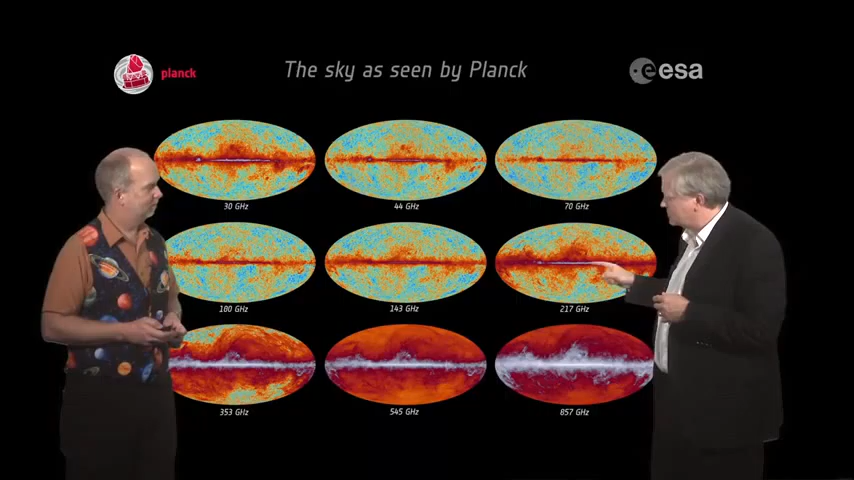 planck
The sky as seen by Planck
esa
30 GHz
44 GHz
70 GHz
100 GHz
143 GHz
217 GHz
353 GHz
545 GHz
857 GHz